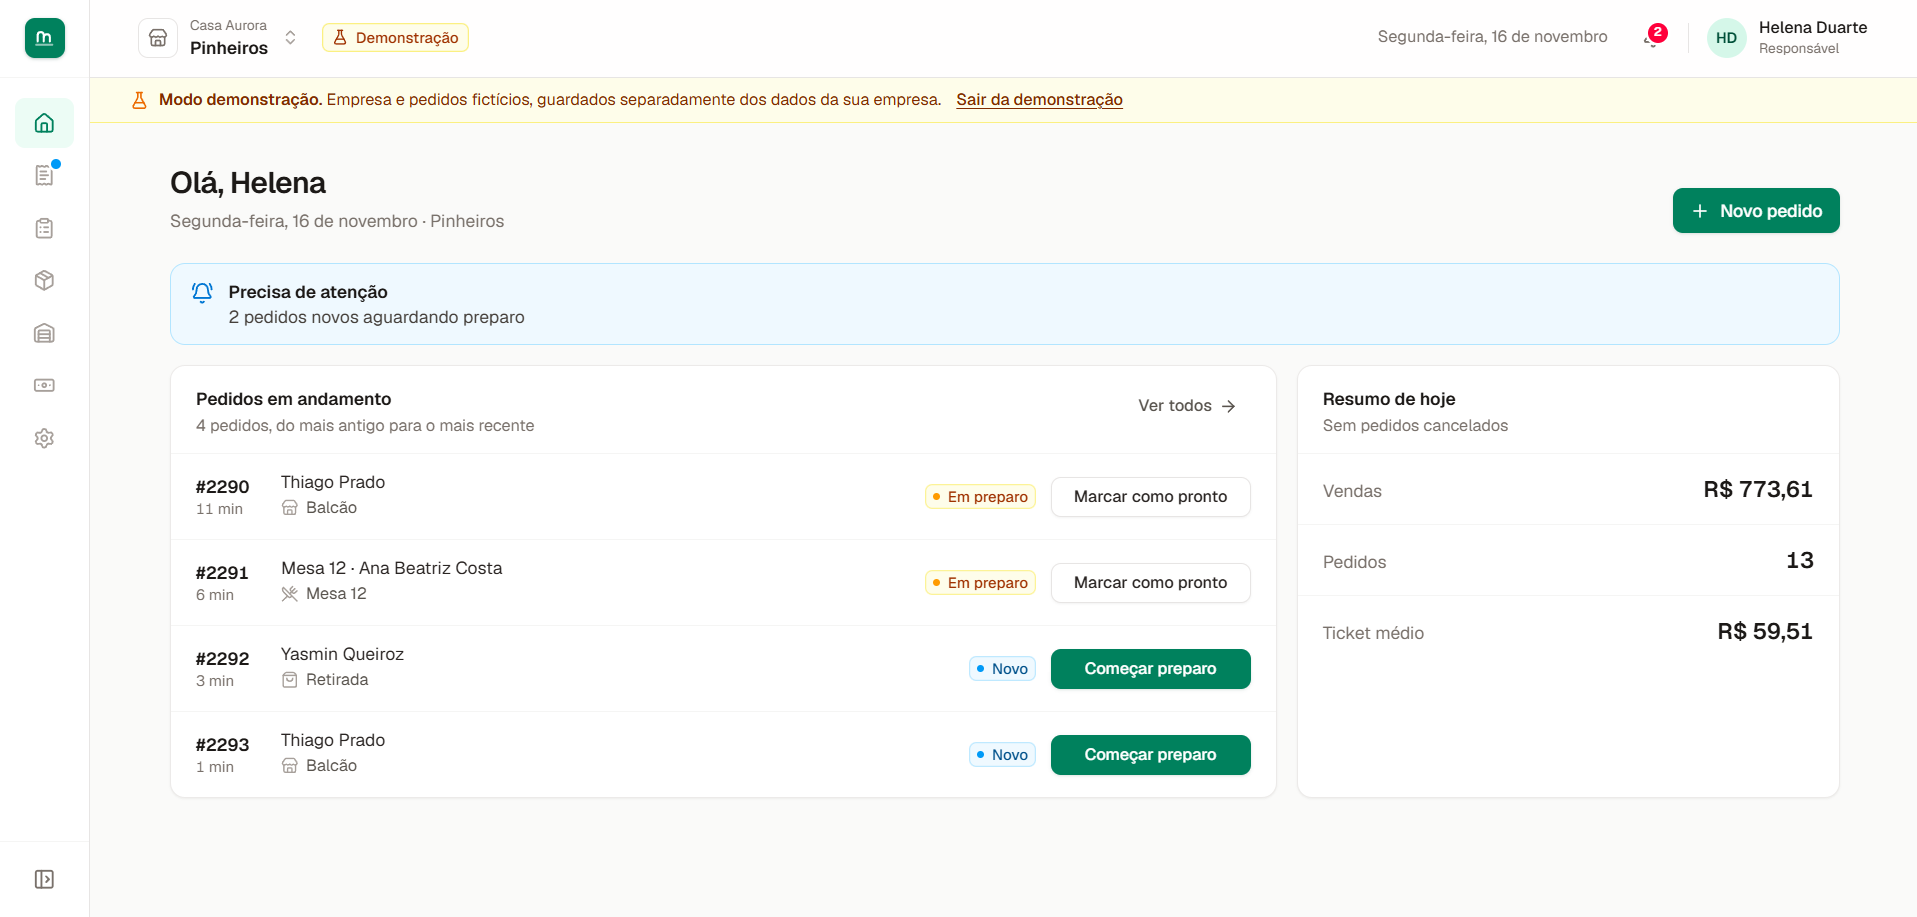 m
Casa Aurora
Pinheiros
Demonstração
Segunda-feira, 16 de novembro
2
HD
Helena Duarte
Responsável
Modo demonstração. Empresa e pedidos fictícios, guardados separadamente dos dados da sua empresa. Sair da demonstração
Olá, Helena
Segunda-feira, 16 de novembro · Pinheiros
+ Novo pedido
Precisa de atenção
2 pedidos novos aguardando preparo
Pedidos em andamento
4 pedidos, do mais antigo para o mais recente
Ver todos →
#2290
11 min
Thiago Prado
Balcão
Em preparo
Marcar como pronto
#2291
6 min
Mesa 12 · Ana Beatriz Costa
Mesa 12
Em preparo
Marcar como pronto
#2292
3 min
Yasmin Queiroz
Retirada
Novo
Começar preparo
#2293
1 min
Thiago Prado
Balcão
Novo
Começar preparo
Resumo de hoje
Sem pedidos cancelados
Vendas R$ 773,61
Pedidos 13
Ticket médio R$ 59,51